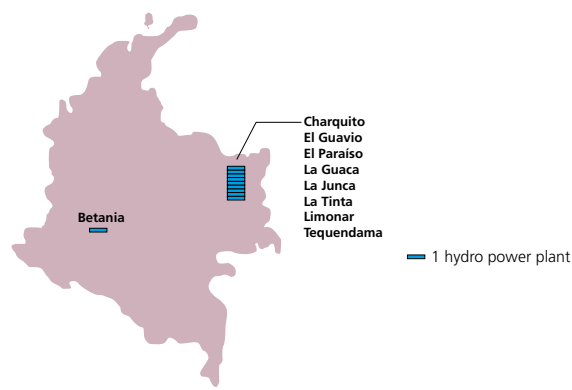 Charquito
El Guavio
El Paraíso
La Guaca
La Junca
La Tinta
Limonar
Tequendama
Betania
1 hydro power plant